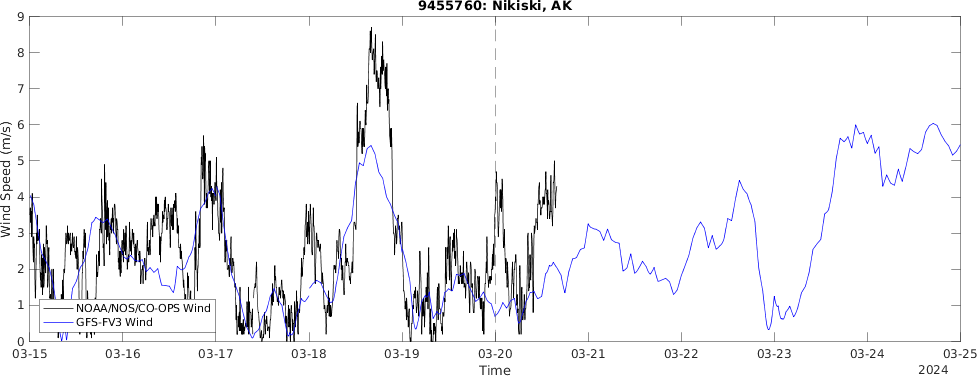 9455760: Nikiski, AK
9
8
7
6
5
4
3
2
1
0
Wind Speed (m/s)
NOAA/NOS/CO-OPS Wind
GFS-FV3 Wind
03-15 03-16 03-17 03-18 03-19 03-20 03-21 03-22 03-23 03-24 03-25
Time
2024